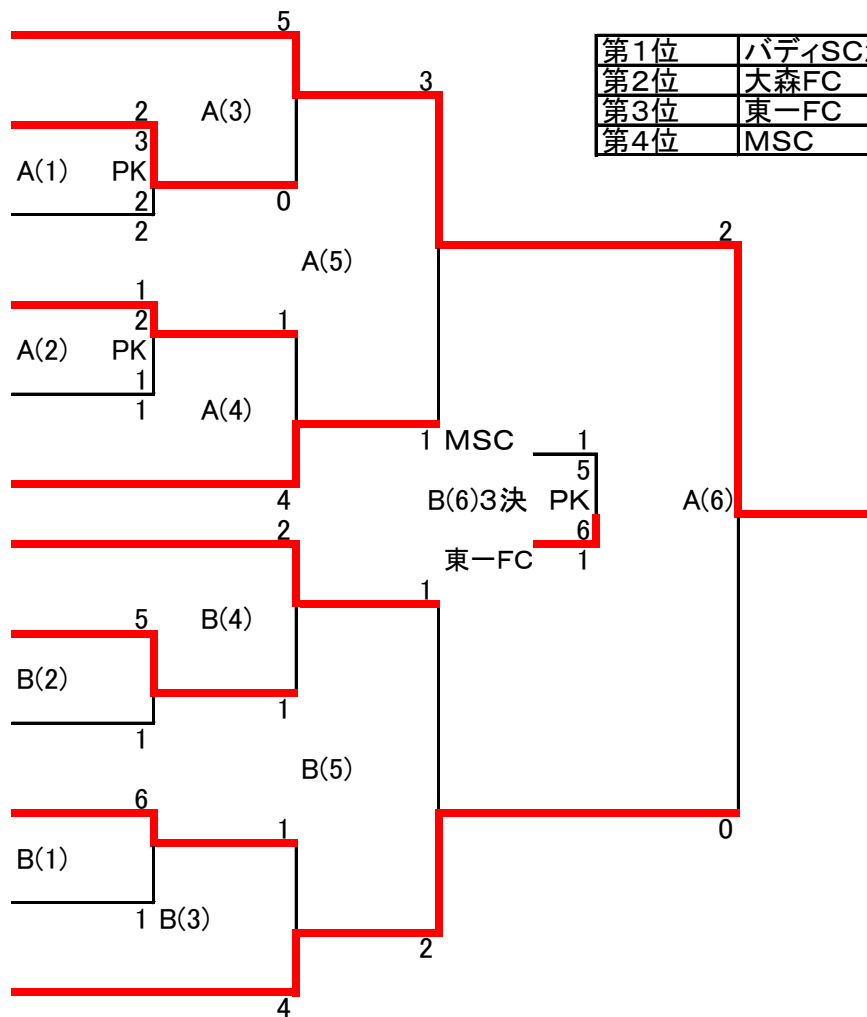 5
第1位 バディSC
3
第2位 大森FC
2 A(3)
第3位 東一FC
3
第4位 MSC
A(1) PK
2
0
2
2
A(5)
1
2 1
A(2) PK
1
1 A(4)
1 MSC 1
5
4
B(6)3決 PK A(6)
2
6
東一FC 1
1
5 B(4)
B(2)
1
1
B(5)
6
1
0
B(1)
1 B(3)
2
4